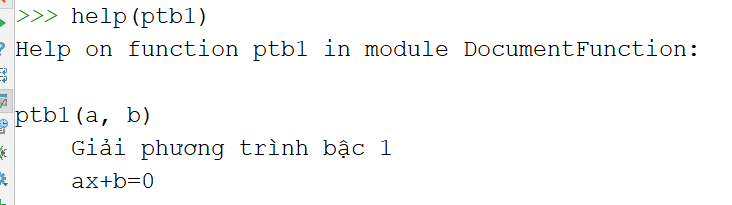 >>> help(ptb1)
Help on function ptb1 in module DocumentFunction:
ptb1(a, b)
Giải phương trình bậc 1
ax+b=0